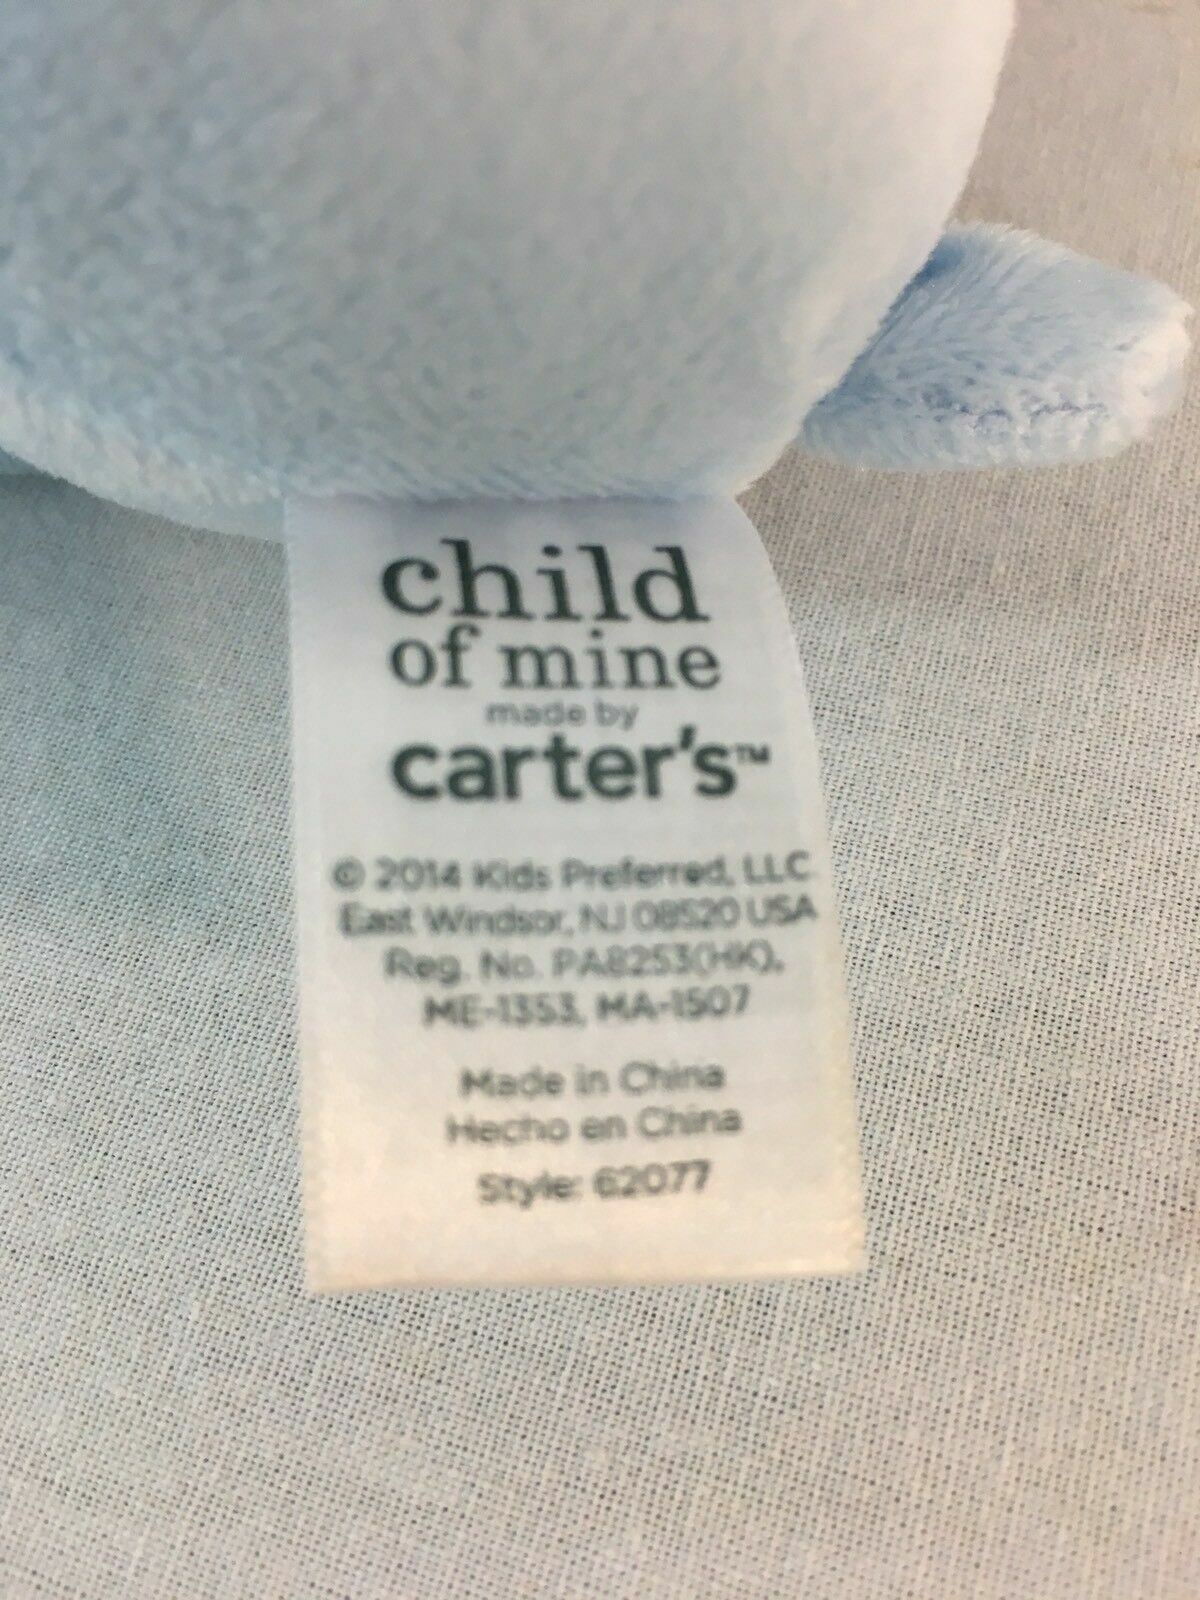 child
of mine
made by
carter's™
© 2014 Kids Preferred, LLC
East Windsor, NJ 08520 USA
Reg. No. PA8253(HK),
ME-1353, MA-1507
Made in China
Hecho en China
Style: 62077